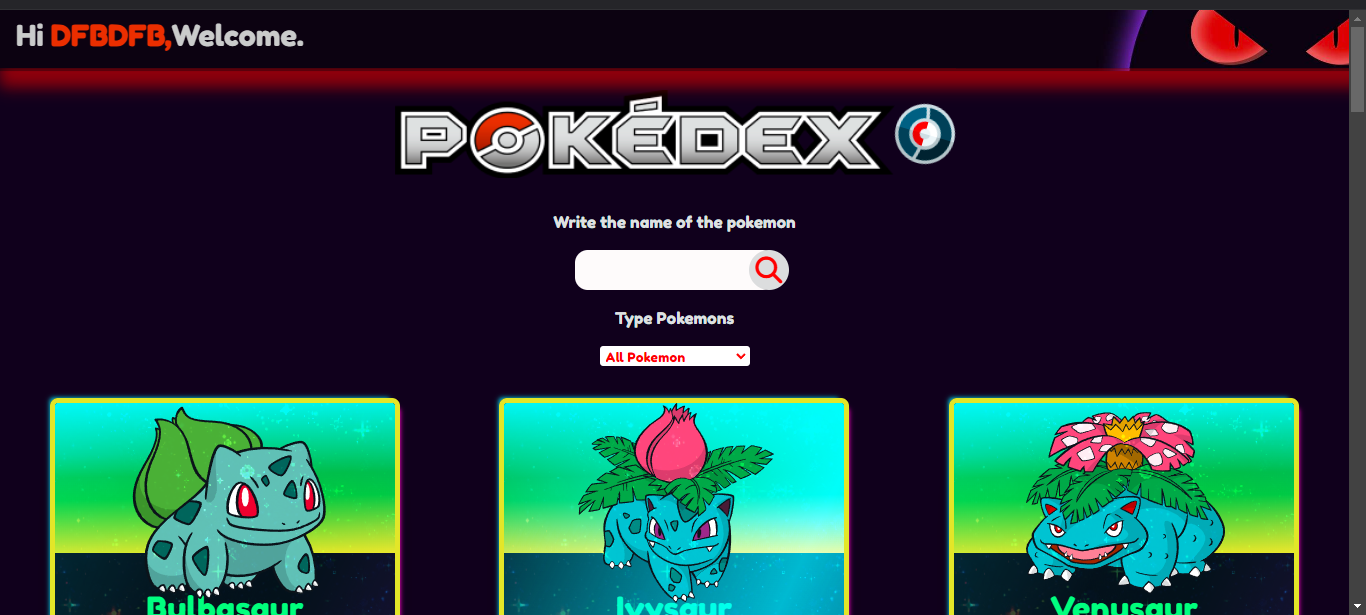 Hi DFBDFB,Welcome.
POKÉDEX
Write the name of the pokemon
Type Pokemons
All Pokemon
Bulbasaur
Ivysaur
Venusaur